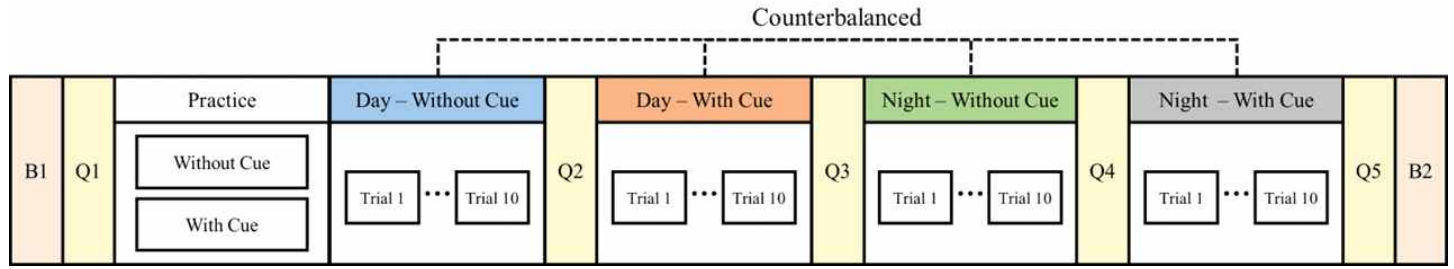 Counterbalanced
B1
Q1
Practice
Without Cue
With Cue
Day – Without Cue
Trial 1 ... Trial 10
Q2
Day – With Cue
Trial 1 ... Trial 10
Q3
Night – Without Cue
Trial 1 ... Trial 10
Q4
Night – With Cue
Trial 1 ... Trial 10
Q5
B2